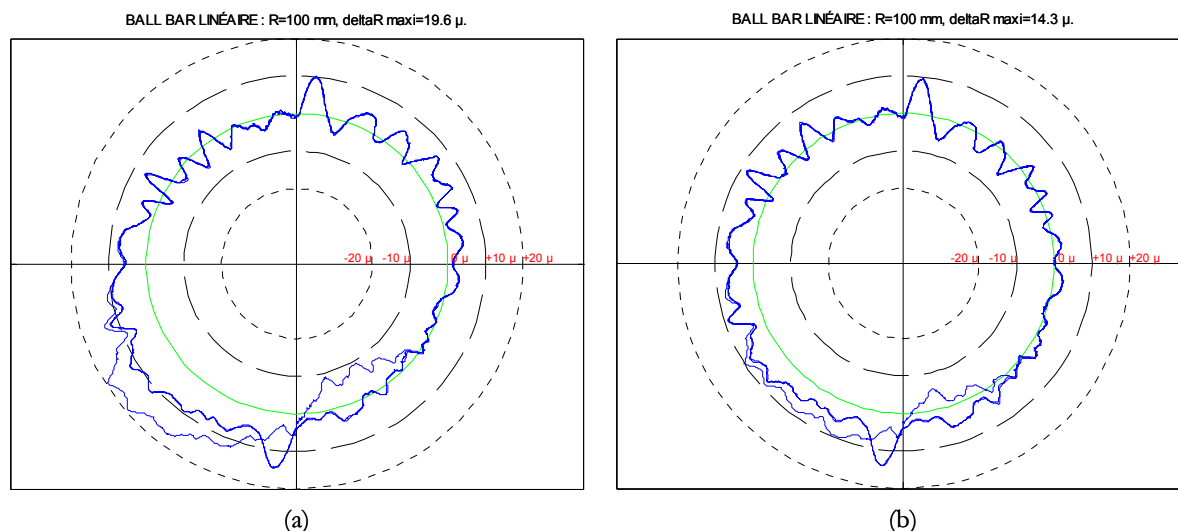 BALL BAR LINÉAIRE : R=100 mm, deltaR maxi=19.6 µ.
BALL BAR LINÉAIRE : R=100 mm, deltaR maxi=14.3 µ.
-20 µ -10 µ 0 µ +10 µ +20 µ
-20 µ -10 µ 0 µ +10 µ +20 µ
(a)
(b)